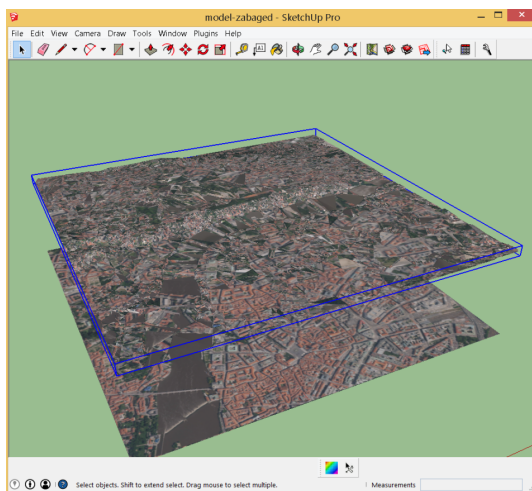 model-zabaged - SketchUp Pro
File Edit View Camera Draw Tools Window Plugins Help
A1
Select objects. Shift to extend select. Drag mouse to select multiple.
Measurements